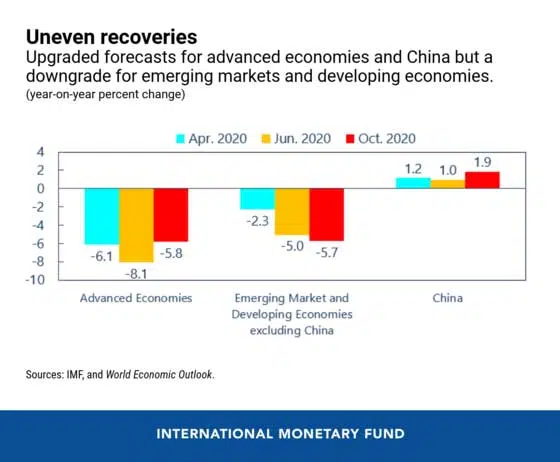 Uneven recoveries
Upgraded forecasts for advanced economies and China but a
downgrade for emerging markets and developing economies.
(year-on-year percent change)
Apr. 2020 Jun. 2020 Oct. 2020
4
2
0
-2
-4
-6
-8
-10
-6.1
-8.1
-5.8
-2.3
-5.0
-5.7
1.2
1.0
1.9
Advanced Economies
Emerging Market and
Developing Economies
excluding China
China
Sources: IMF, and World Economic Outlook.
INTERNATIONAL MONETARY FUND